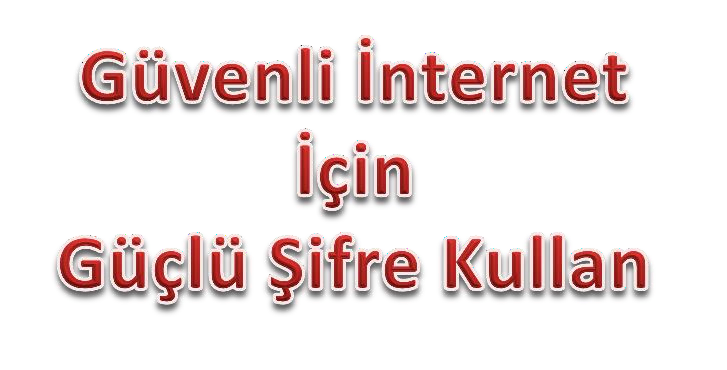 Güvenli İnternet
İçin
Güçlü Şifre Kullan